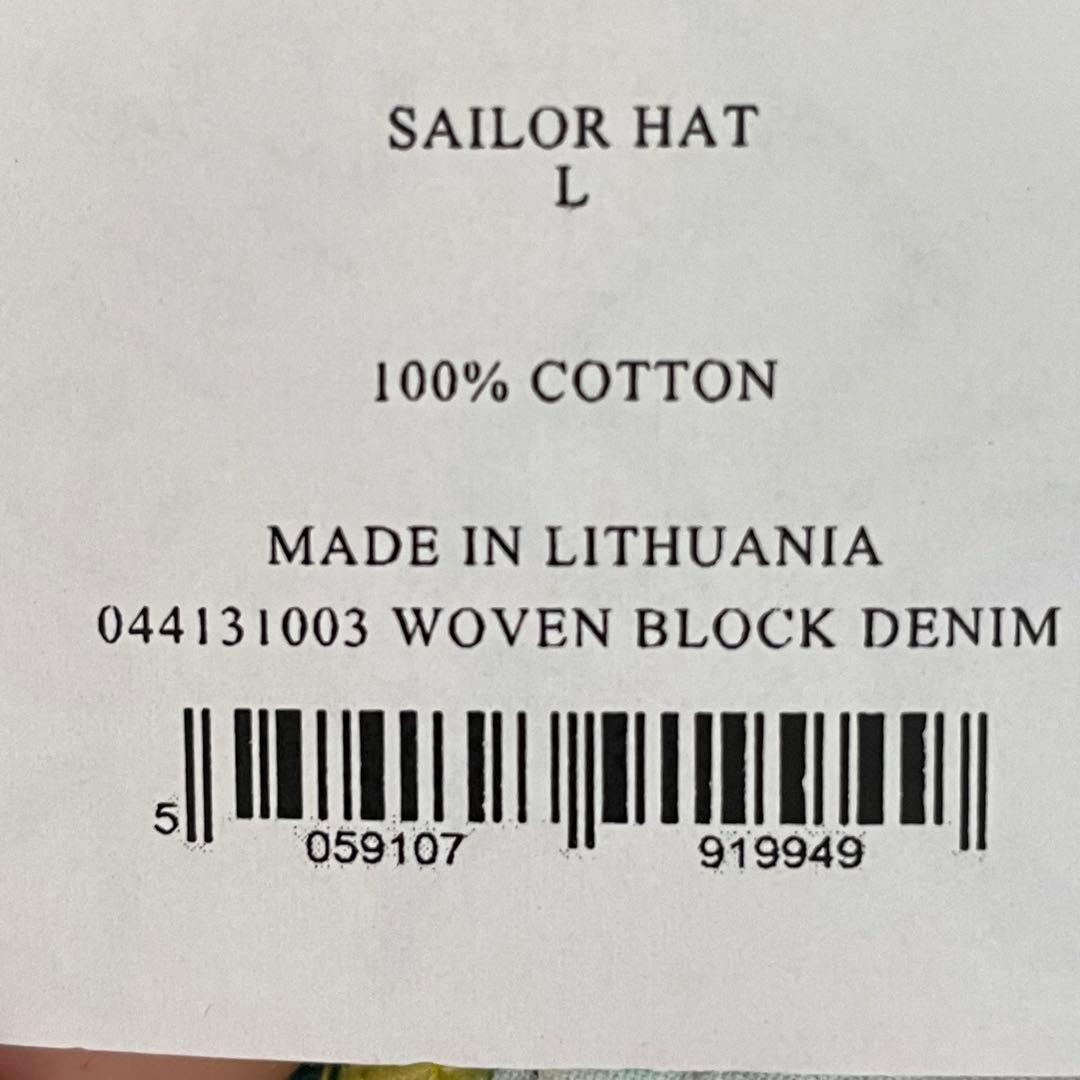 SAILOR HAT
L
100% COTTON
MADE IN LITHUANIA
044131003 WOVEN BLOCK DENIM
5 059107 919949